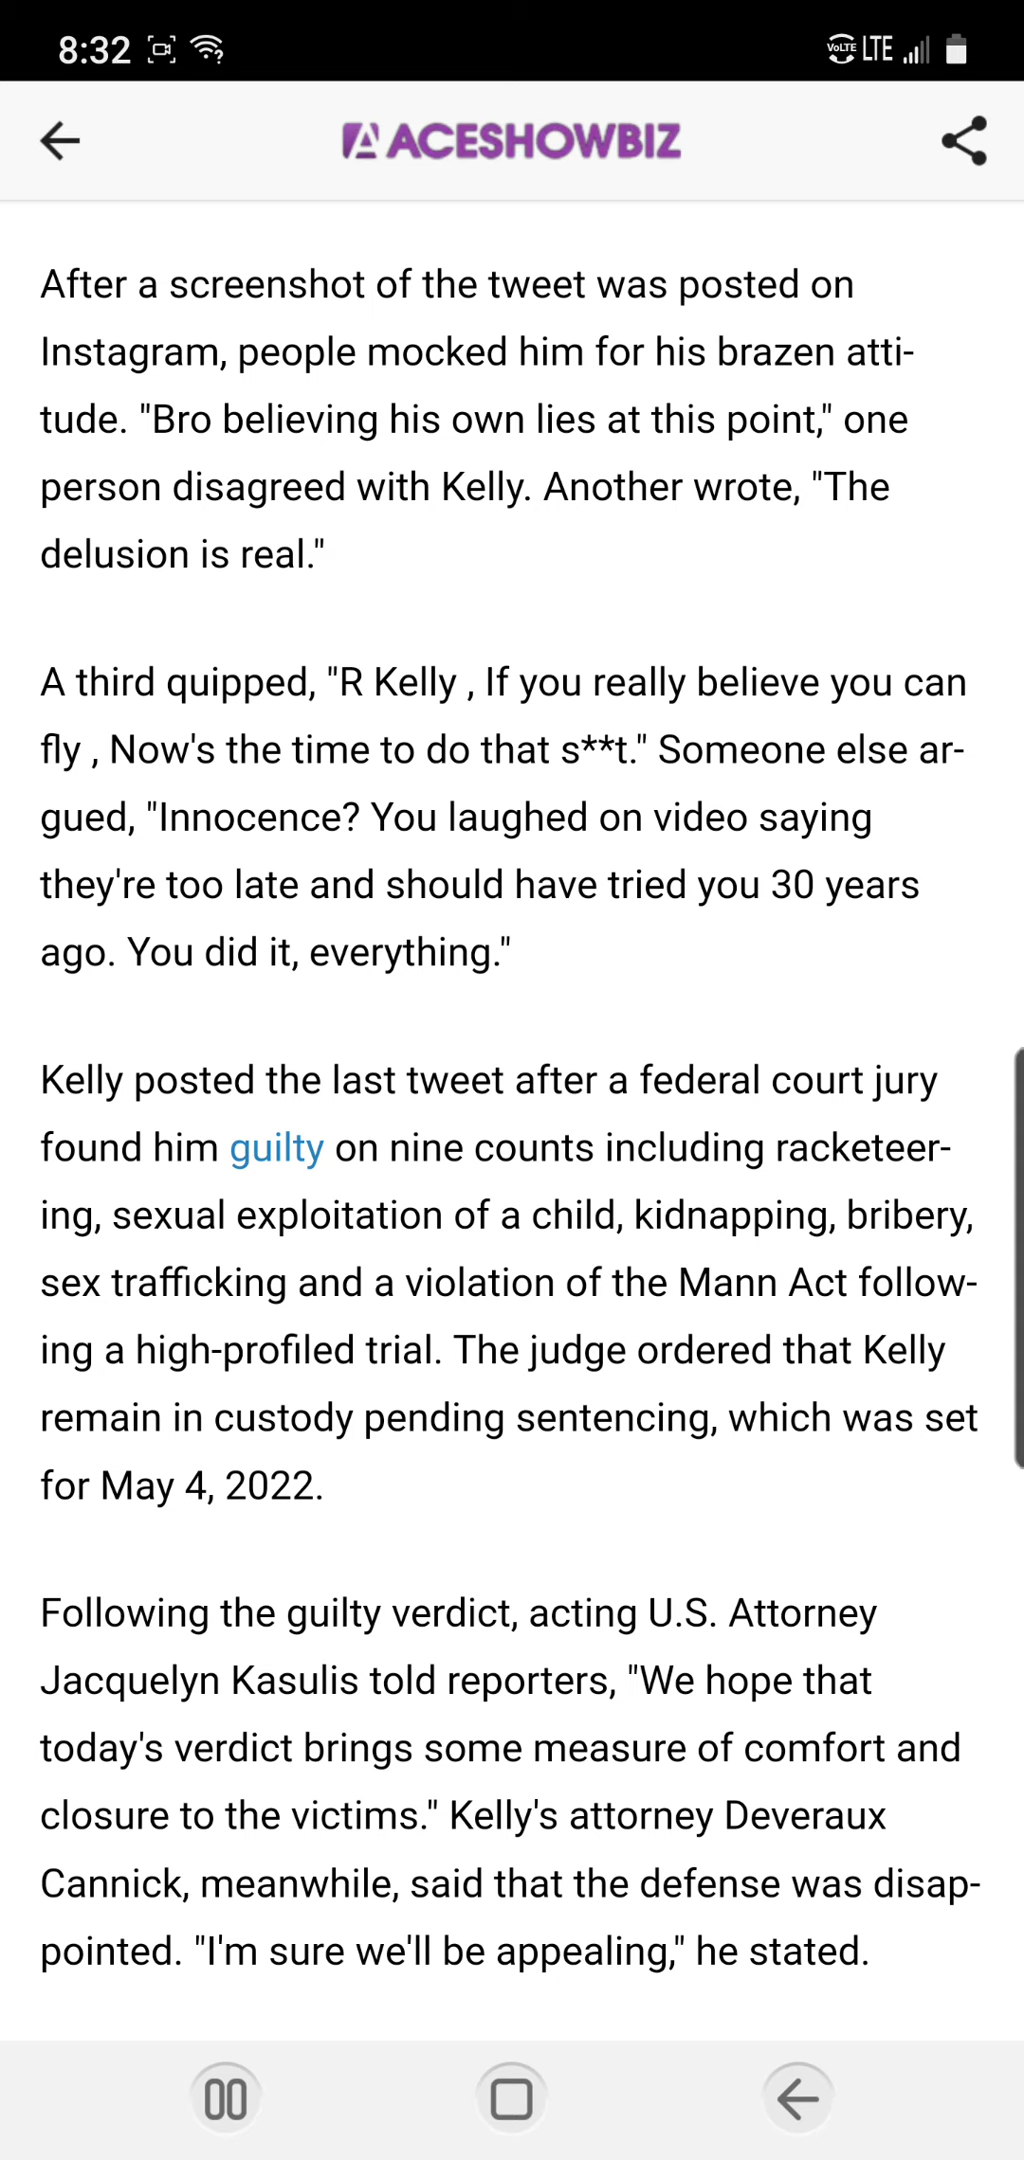 8:32
VoLTE LTE
ACESHOWBIZ
After a screenshot of the tweet was posted on
Instagram, people mocked him for his brazen atti-
tude. "Bro believing his own lies at this point," one
person disagreed with Kelly. Another wrote, "The
delusion is real."
A third quipped, "R Kelly , If you really believe you can
fly , Now's the time to do that s**t." Someone else ar-
gued, "Innocence? You laughed on video saying
they're too late and should have tried you 30 years
ago. You did it, everything."
Kelly posted the last tweet after a federal court jury
found him guilty on nine counts including racketeer-
ing, sexual exploitation of a child, kidnapping, bribery,
sex trafficking and a violation of the Mann Act follow-
ing a high-profiled trial. The judge ordered that Kelly
remain in custody pending sentencing, which was set
for May 4, 2022.
Following the guilty verdict, acting U.S. Attorney
Jacquelyn Kasulis told reporters, "We hope that
today's verdict brings some measure of comfort and
closure to the victims." Kelly's attorney Deveraux
Cannick, meanwhile, said that the defense was disap-
pointed. "I'm sure we'll be appealing," he stated.